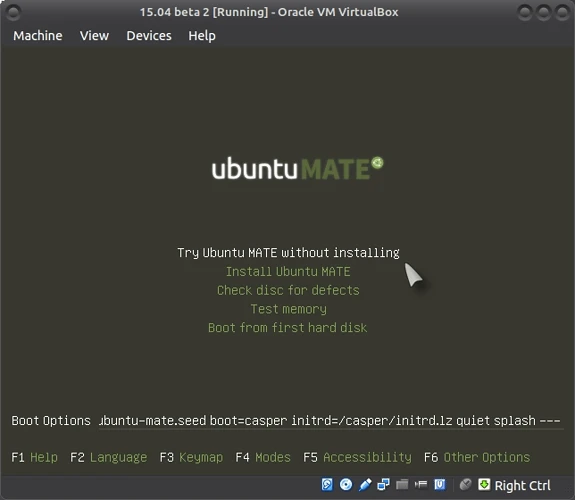 15.04 beta 2 [Running] - Oracle VM VirtualBox
Machine View Devices Help
ubuntu MATE
Try Ubuntu MATE without installing
Install Ubuntu MATE
Check disc for defects
Test memory
Boot from first hard disk
Boot Options ubuntu-mate.seed boot=casper initrd=/casper/initrd.lz quiet splash ---
F1 Help F2 Language F3 Keymap F4 Modes F5 Accessibility F6 Other Options
Right Ctrl